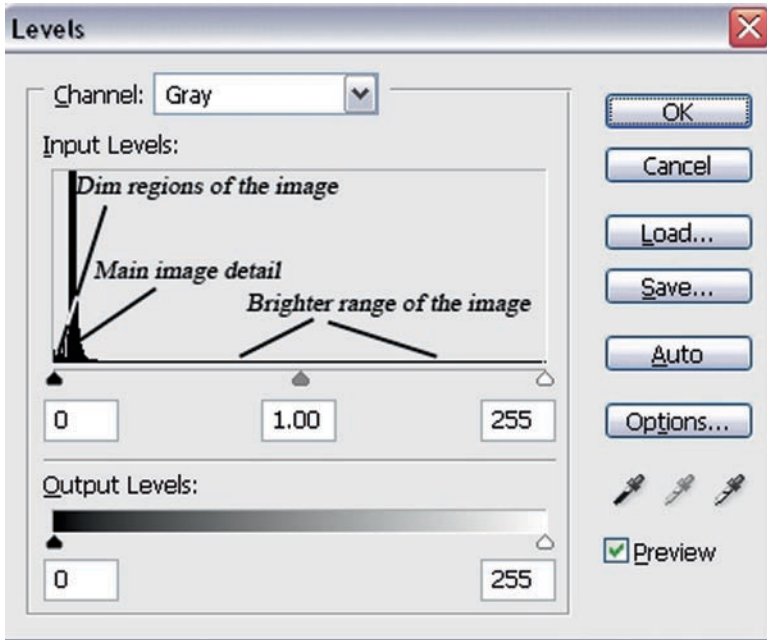 Levels
Channel: Gray
Input Levels:
Dim regions of the image
Main image detail
Brighter range of the image
0 1.00 255
Output Levels:
0 255
OK
Cancel
Load...
Save...
Auto
Options...
Preview